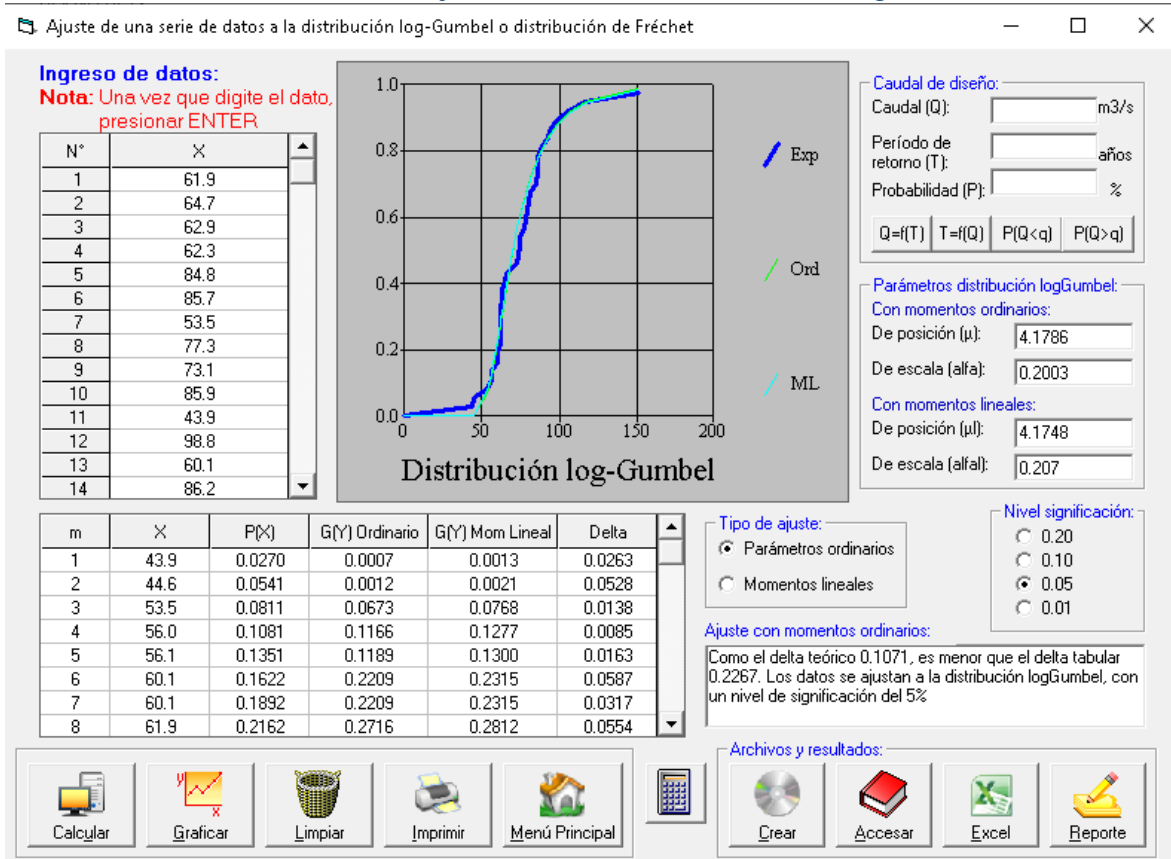 Ajuste de una serie de datos a la distribución log-Gumbel o distribución de Fréchet
Ingreso de datos:
Nota: Una vez que digite el dato,
presionar ENTER
N° X
1 61.9
2 64.7
3 62.9
4 62.3
5 84.8
6 85.7
7 53.5
8 77.3
9 73.1
10 85.9
11 43.9
12 98.8
13 60.1
14 86.2
1.0
0.8
0.6
0.4
0.2
0.0
0 50 100 150 200
Exp
Ord
ML
Distribución log-Gumbel
Caudal de diseño:
Caudal (Q): m3/s
Período de
retorno (T): años
Probabilidad (P): %
Q=f(T) T=f(Q) P(Q<q) P(Q>q)
Parámetros distribución logGumbel:
Con momentos ordinarios:
De posición (µ): 4.1786
De escala (alfa): 0.2003
Con momentos lineales:
De posición (µl): 4.1748
De escala (alfal): 0.207
m X P(X) G(Y) Ordinario G(Y) Mom Lineal Delta
1 43.9 0.0270 0.0007 0.0013 0.0263
2 44.6 0.0541 0.0012 0.0021 0.0528
3 53.5 0.0811 0.0673 0.0768 0.0138
4 56.0 0.1081 0.1166 0.1277 0.0085
5 56.1 0.1351 0.1189 0.1300 0.0163
6 60.1 0.1622 0.2209 0.2315 0.0587
7 60.1 0.1892 0.2209 0.2315 0.0317
8 61.9 0.2162 0.2716 0.2812 0.0554
Tipo de ajuste:
Parámetros ordinarios
Momentos lineales
Nivel significación:
0.20
0.10
0.05
0.01
Ajuste con momentos ordinarios:
Como el delta teórico 0.1071, es menor que el delta tabular
0.2267. Los datos se ajustan a la distribución logGumbel, con
un nivel de significación del 5%
Calcular
Graficar
Limpiar
Imprimir
Menú Principal
Archivos y resultados:
Crear
Accesar
Excel
Reporte